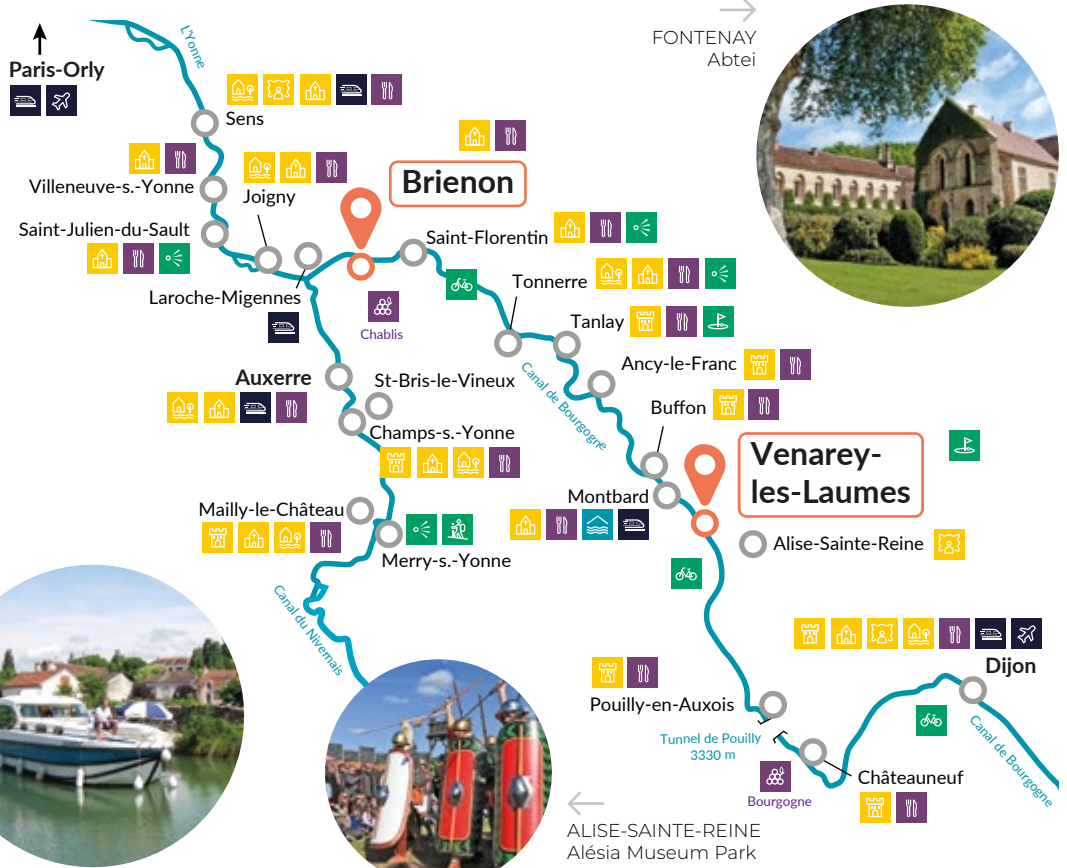 FONTENAY
Abtei
L'Yonne
Paris-Orly
Sens
Brienon
Villeneuve-s.-Yonne
Joigny
Saint-Julien-du-Sault
Saint-Florentin
Laroche-Migennes
Tonnerre
Chablis
Tanlay
Auxerre
St-Bris-le-Vineux
Ancy-le-Franc
Canal de Bourgogne
Buffon
Champs-s.-Yonne
Venarey-
les-Laumes
Montbard
Mailly-le-Château
Alise-Sainte-Reine
Merry-s.-Yonne
Canal du Nivernais
Dijon
Pouilly-en-Auxois
Tunnel de Pouilly
3330 m
Canal de Bourgogne
Châteauneuf
Bourgogne
ALISE-SAINTE-REINE
Alésia Museum Park